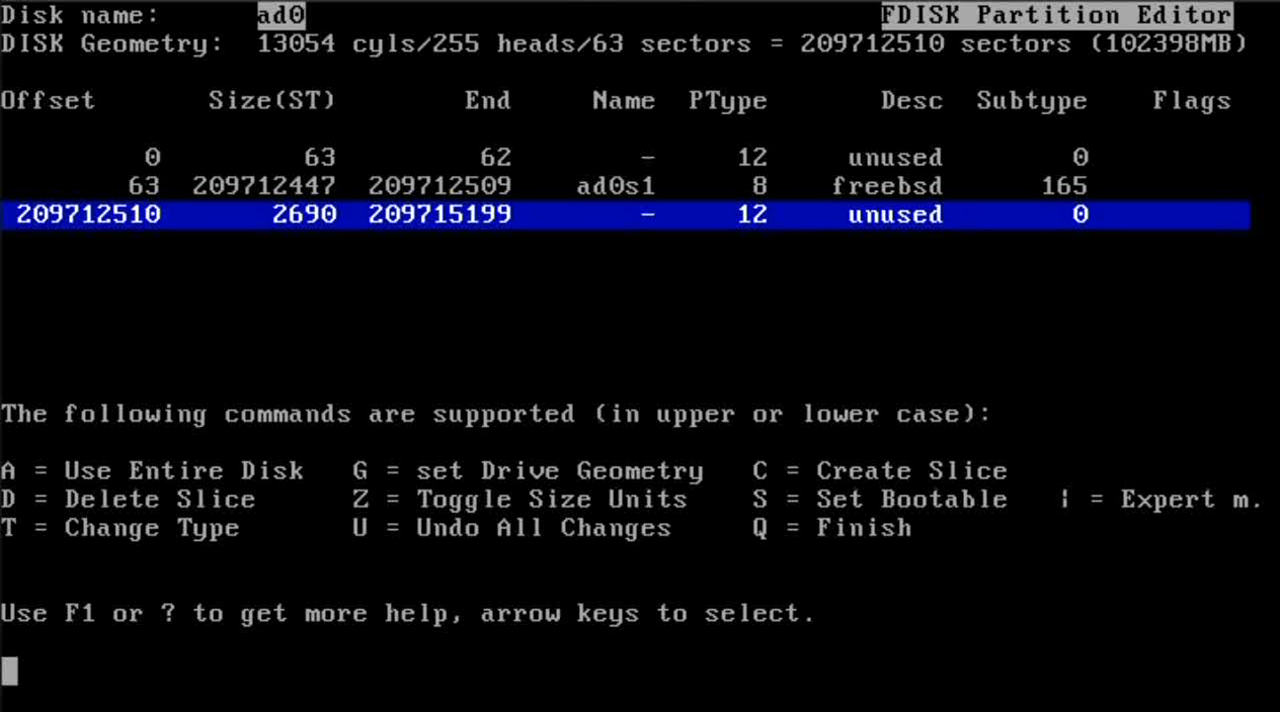 Disk name: ad0 FDISK Partition Editor
DISK Geometry: 13054 cyls/255 heads/63 sectors = 209712510 sectors (102398MB)
Offset Size(ST) End Name PType Desc Subtype Flags
0 63 62 - 12 unused 0
63 209712447 209712509 ad0s1 8 freebsd 165
209712510 2690 209715199 - 12 unused 0
The following commands are supported (in upper or lower case):
A = Use Entire Disk G = set Drive Geometry C = Create Slice
D = Delete Slice Z = Toggle Size Units S = Set Bootable | = Expert m.
T = Change Type U = Undo All Changes Q = Finish
Use F1 or ? to get more help, arrow keys to select.